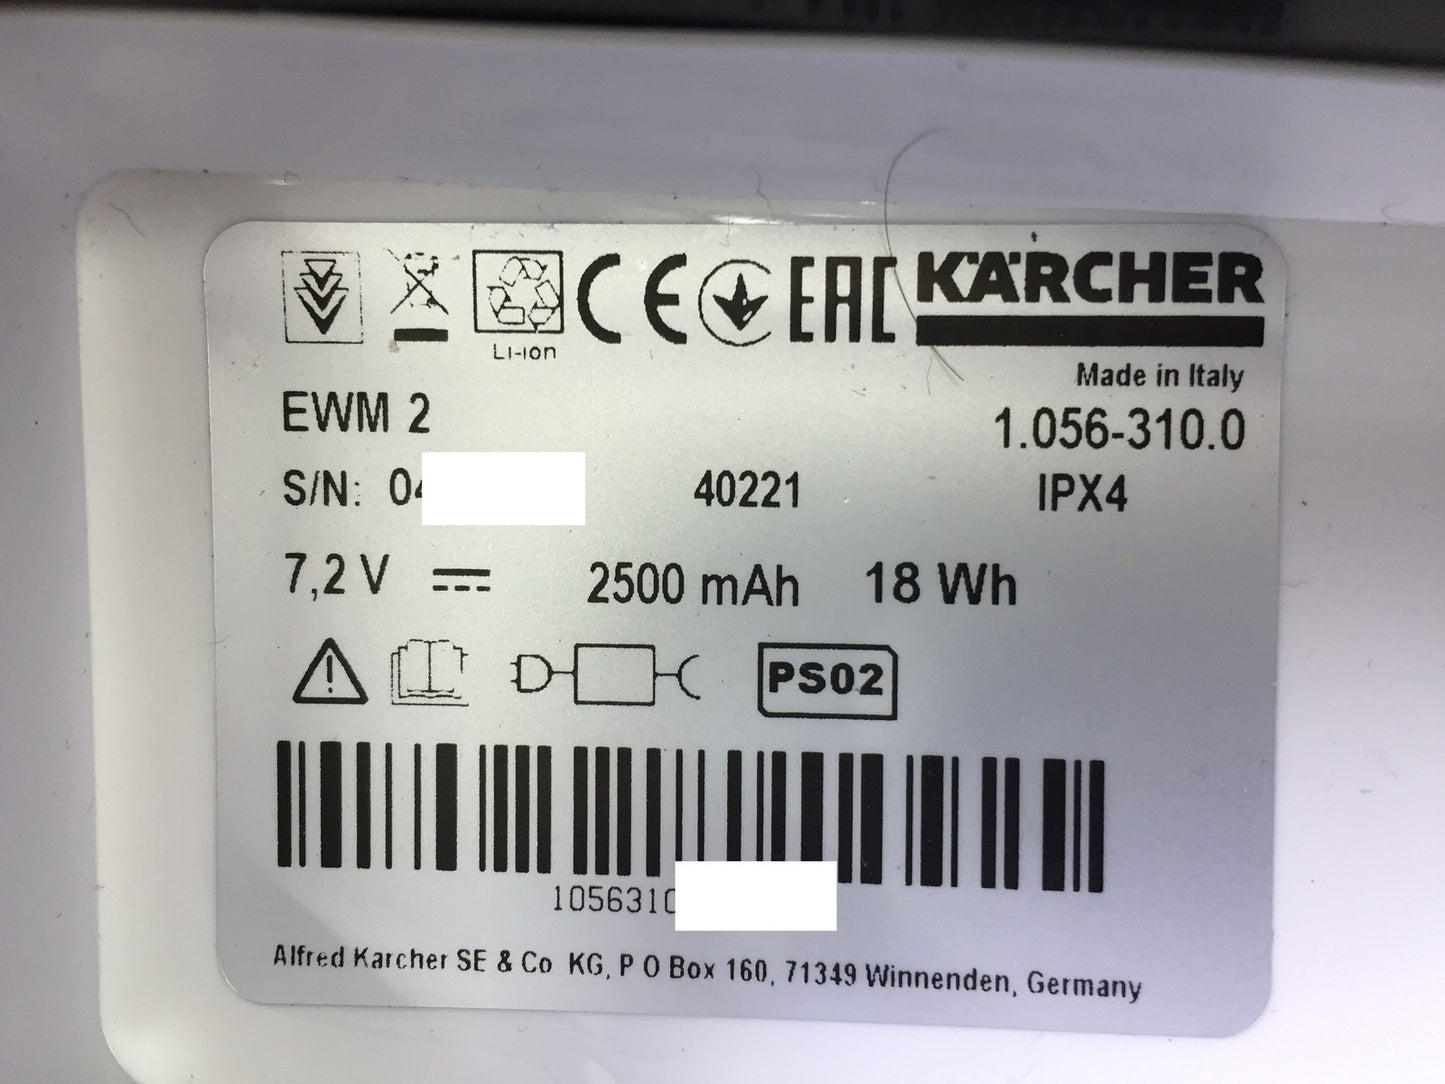 CE EAC KÄRCHER
Li-ion
Made in Italy
EWM 2 1.056-310.0
S/N: 04 40221 IPX4
7,2 V 2500 mAh 18 Wh
PS02
1056310
Alfred Karcher SE & Co KG, P O Box 160, 71349 Winnenden, Germany